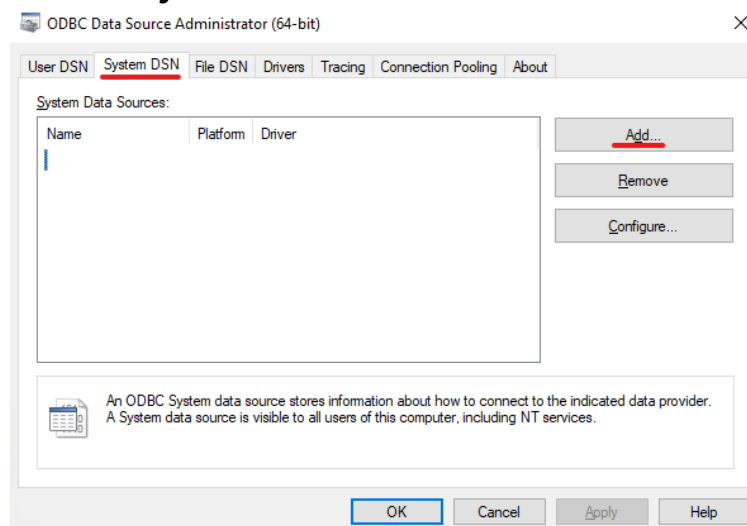 ODBC Data Source Administrator (64-bit)
User DSN System DSN File DSN Drivers Tracing Connection Pooling About
System Data Sources:
Name Platform Driver
Add...
Remove
Configure...
An ODBC System data source stores information about how to connect to the indicated data provider.
A System data source is visible to all users of this computer, including NT services.
OK Cancel Apply Help